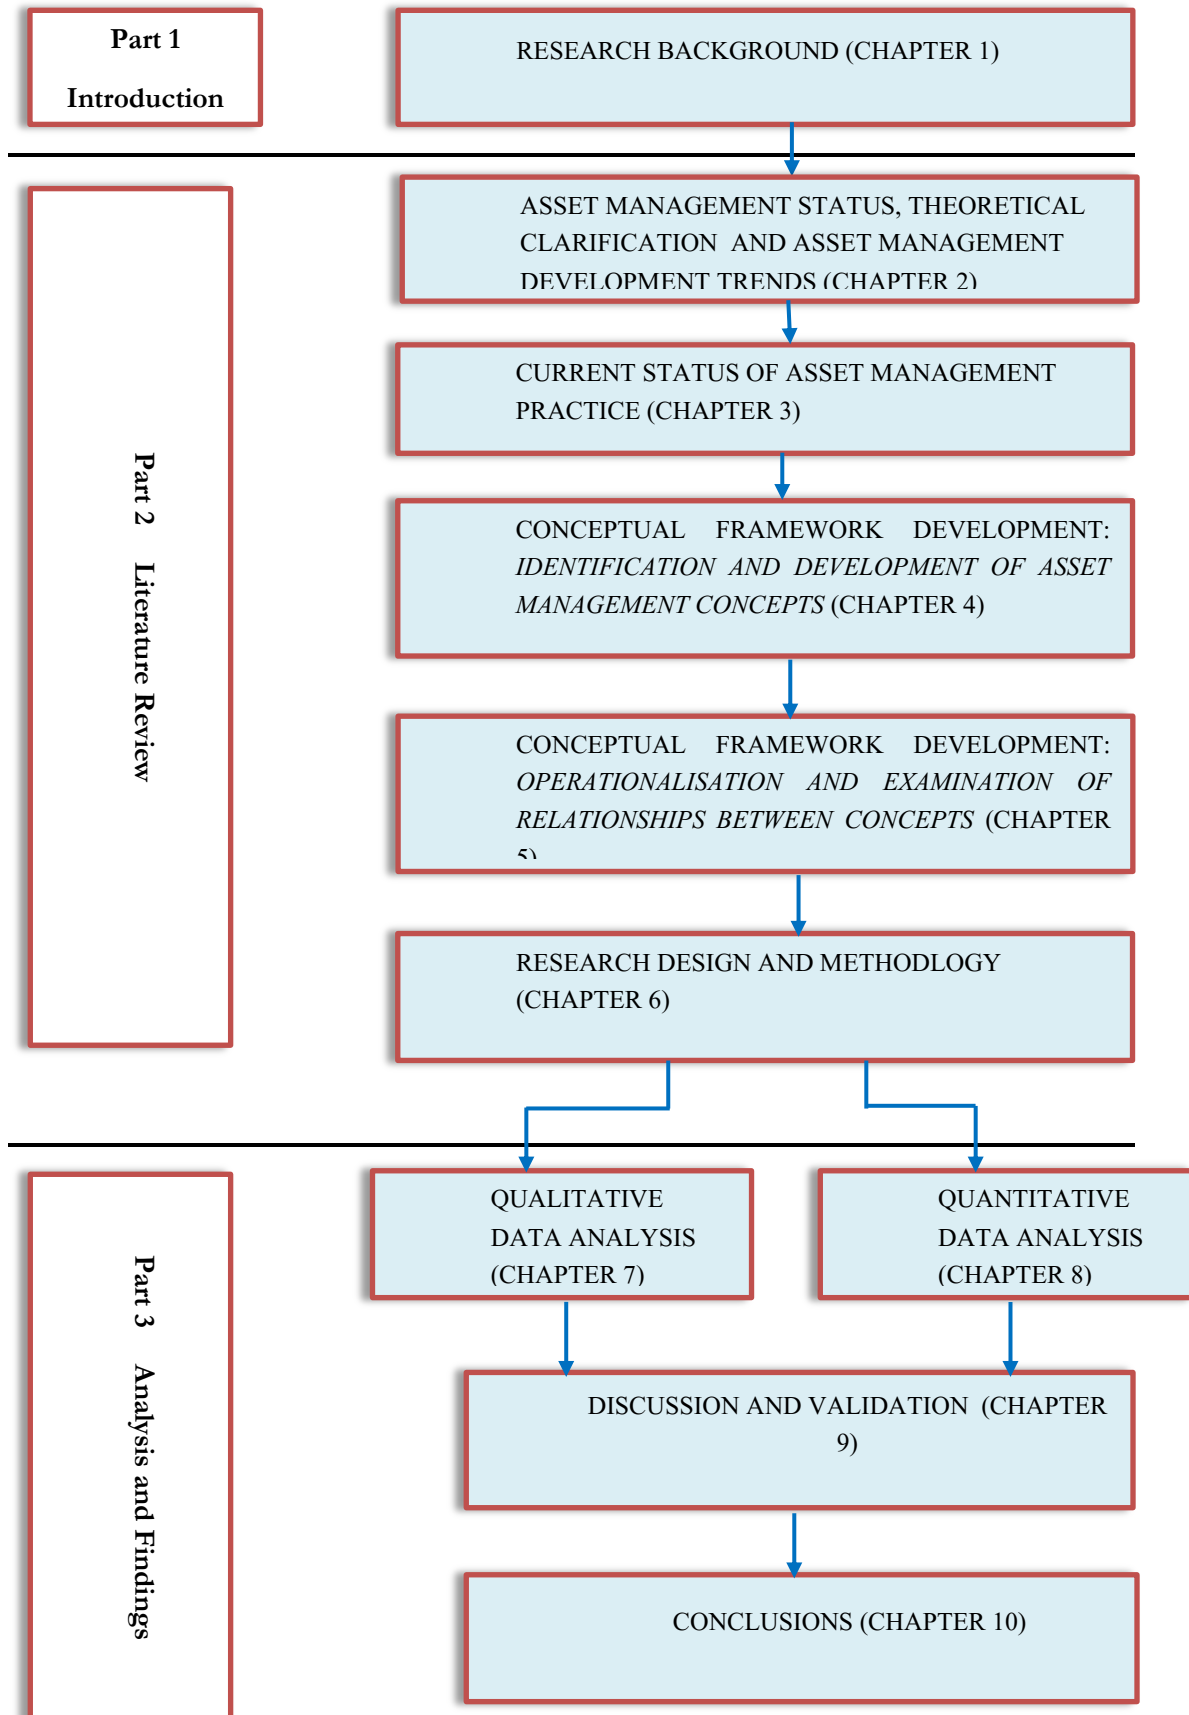 Part 1
Introduction
RESEARCH BACKGROUND (CHAPTER 1)
Part 2 Literature Review
ASSET MANAGEMENT STATUS, THEORETICAL
CLARIFICATION AND ASSET MANAGEMENT
DEVELOPMENT TRENDS (CHAPTER 2)
CURRENT STATUS OF ASSET MANAGEMENT
PRACTICE (CHAPTER 3)
CONCEPTUAL FRAMEWORK DEVELOPMENT:
IDENTIFICATION AND DEVELOPMENT OF ASSET
MANAGEMENT CONCEPTS (CHAPTER 4)
CONCEPTUAL FRAMEWORK DEVELOPMENT:
OPERATIONALISATION AND EXAMINATION OF
RELATIONSHIPS BETWEEN CONCEPTS (CHAPTER
5)
RESEARCH DESIGN AND METHODLOGY
(CHAPTER 6)
Part 3 Analysis and Findings
QUALITATIVE
DATA ANALYSIS
(CHAPTER 7)
QUANTITATIVE
DATA ANALYSIS
(CHAPTER 8)
DISCUSSION AND VALIDATION (CHAPTER
9)
CONCLUSIONS (CHAPTER 10)